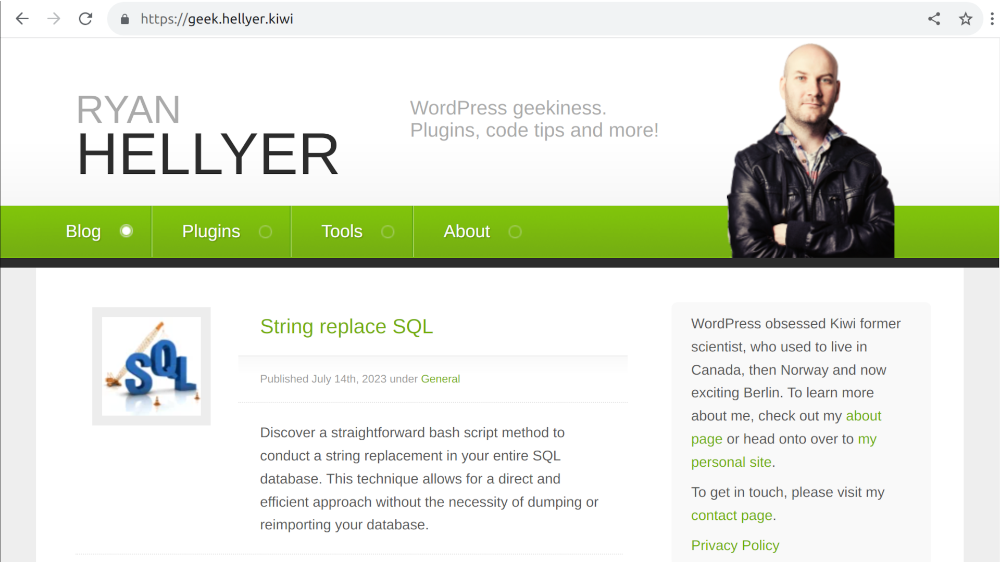 https://geek.hellyer.kiwi
RYAN
HELLYER
WordPress geekiness.
Plugins, code tips and more!
Blog
Plugins
Tools
About
SQL
String replace SQL
Published July 14th, 2023 under General
Discover a straightforward bash script method to
conduct a string replacement in your entire SQL
database. This technique allows for a direct and
efficient approach without the necessity of dumping or
reimporting your database.
WordPress obsessed Kiwi former
scientist, who used to live in
Canada, then Norway and now
exciting Berlin. To learn more
about me, check out my about
page or head onto over to my
personal site.
To get in touch, please visit my
contact page.
Privacy Policy